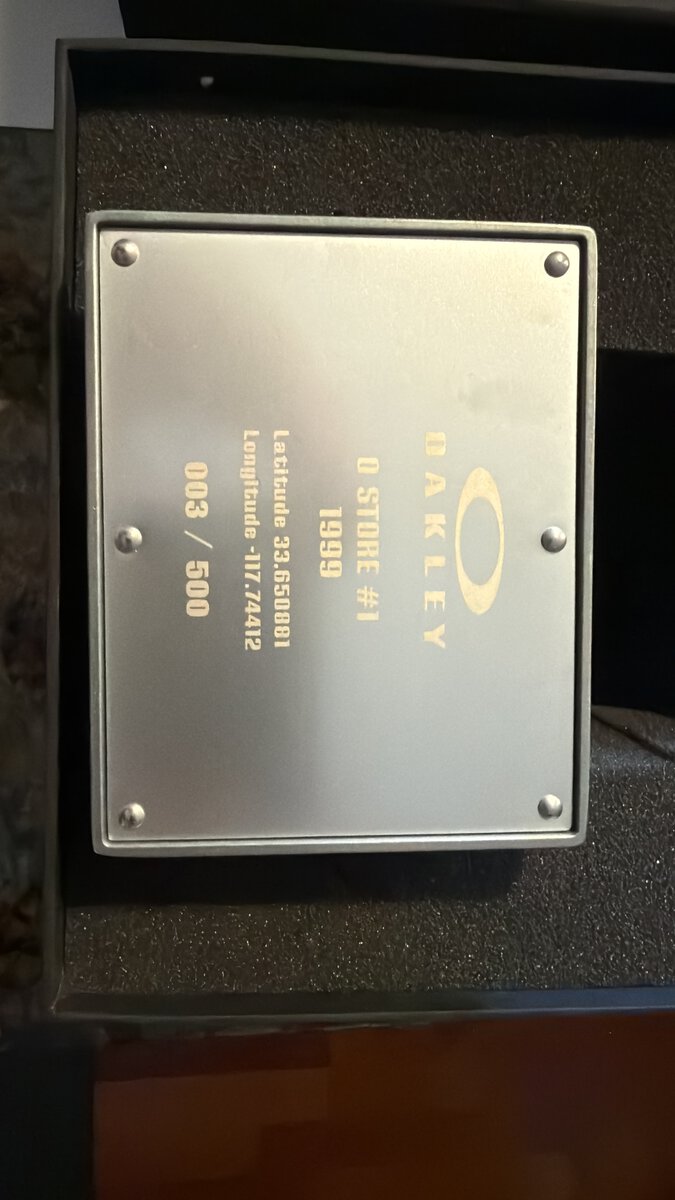 OAKLEY
O STORE #1
1999
Latitude 33.650881
Longitude -117.74412
003 / 500